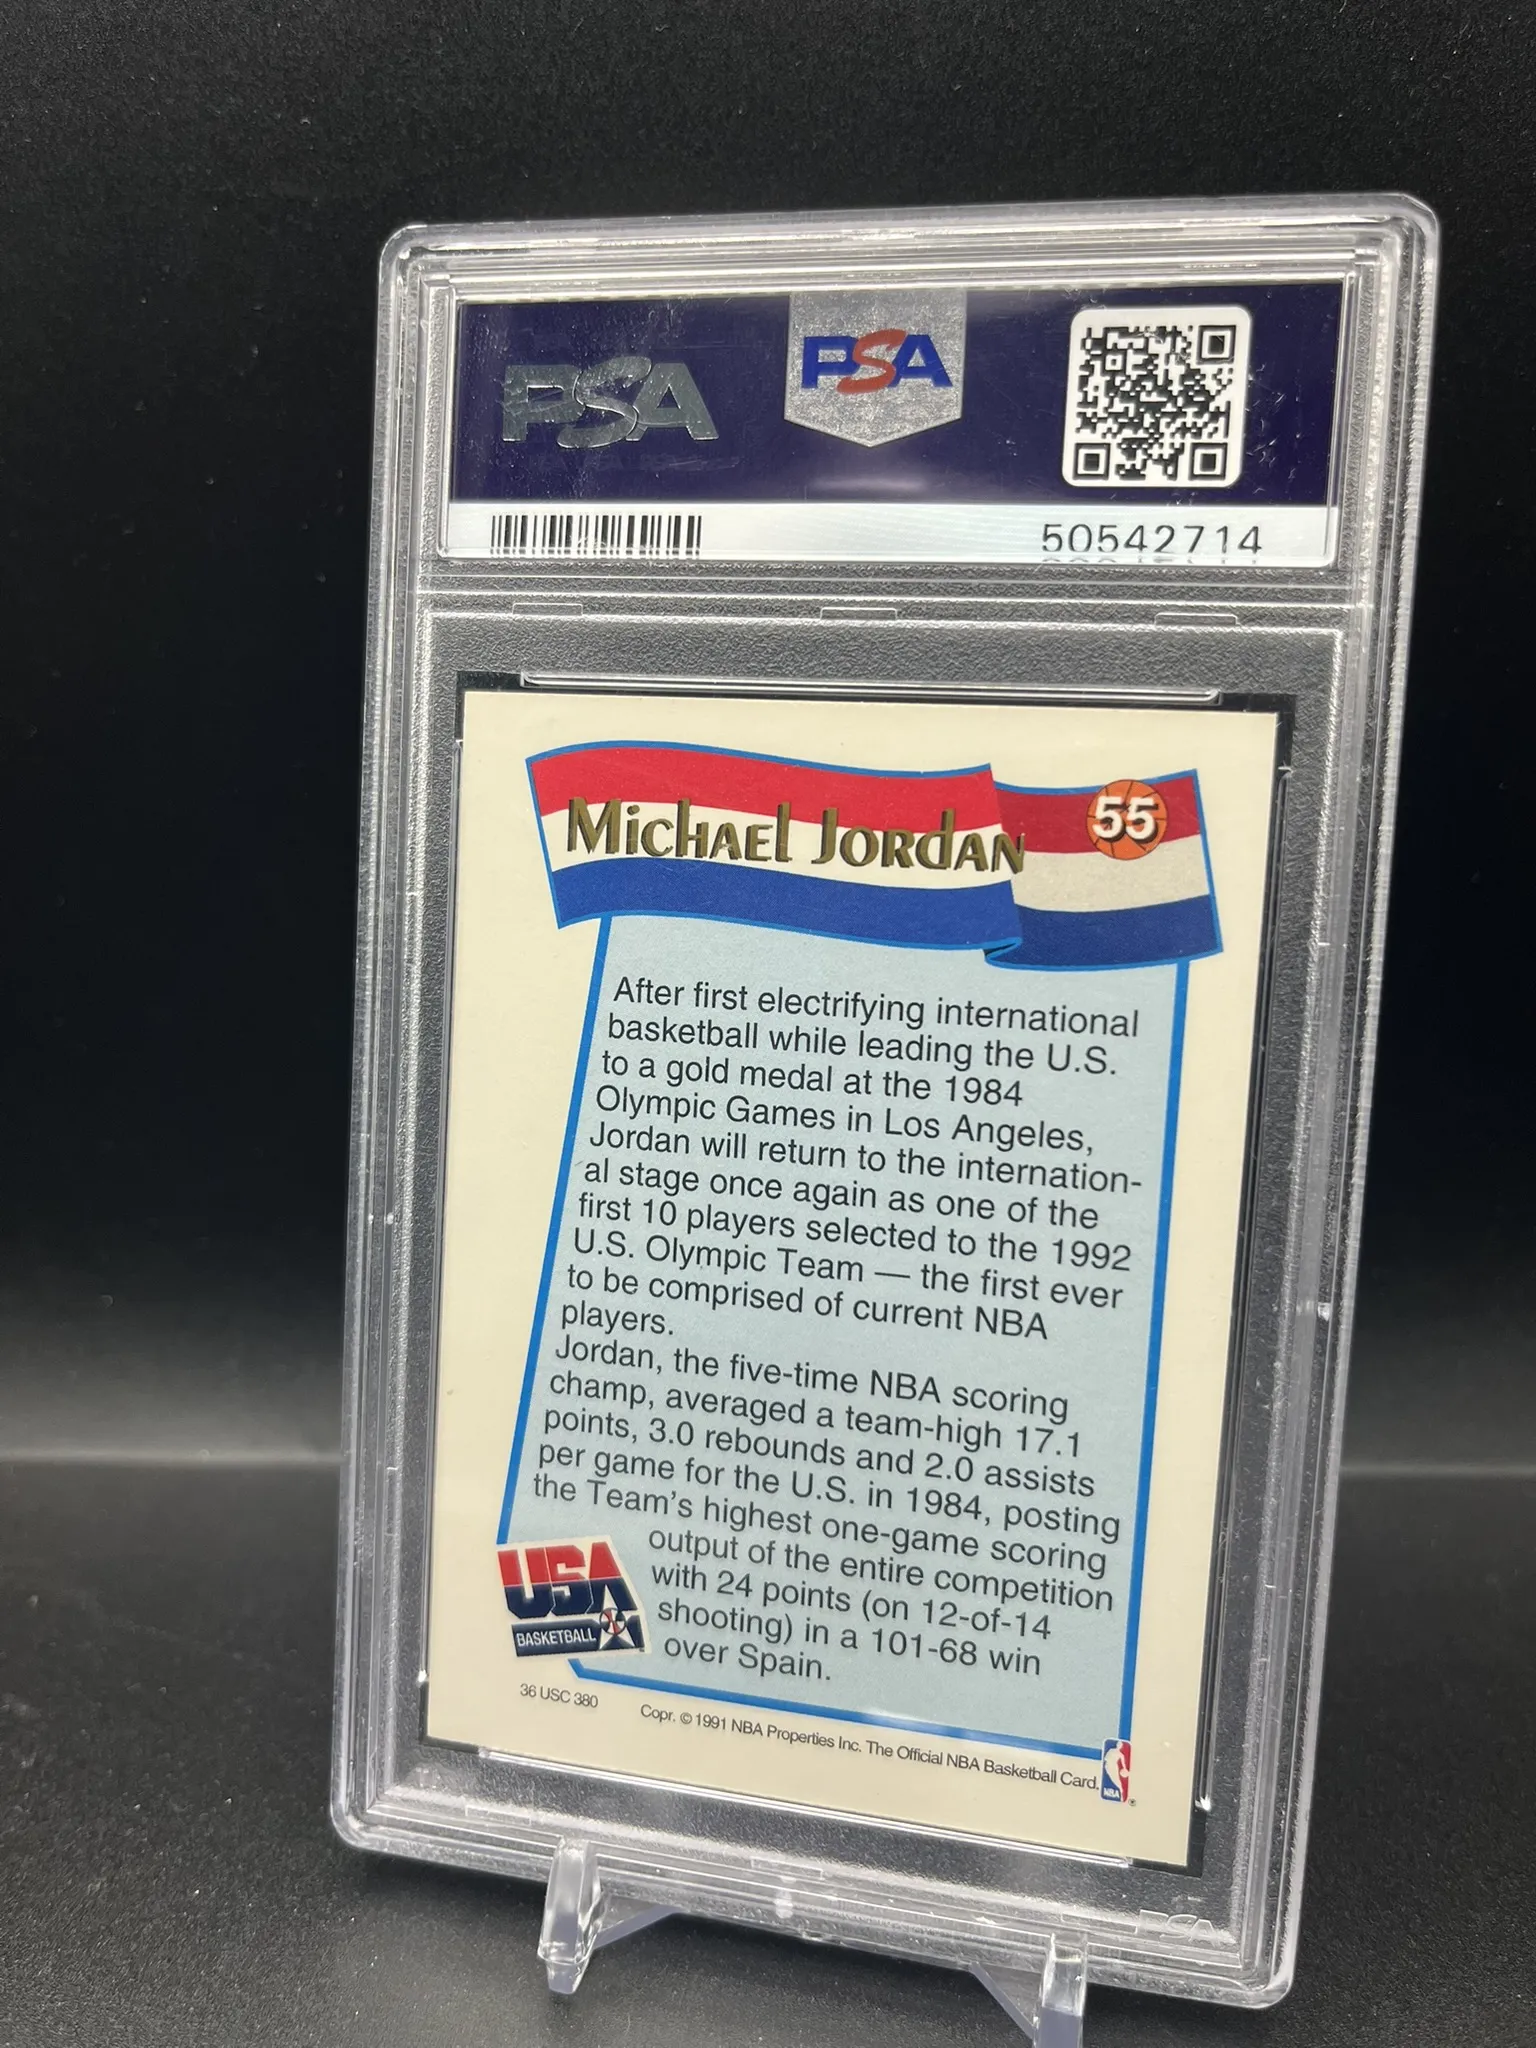 PSA
PSA
50542714
Michael Jordan
55
After first electrifying international
basketball while leading the U.S.
to a gold medal at the 1984
Olympic Games in Los Angeles,
Jordan will return to the internation-
al stage once again as one of the
first 10 players selected to the 1992
U.S. Olympic Team — the first ever
to be comprised of current NBA
players.
Jordan, the five-time NBA scoring
champ, averaged a team-high 17.1
points, 3.0 rebounds and 2.0 assists
per game for the U.S. in 1984, posting
the Team's highest one-game scoring
output of the entire competition
with 24 points (on 12-of-14
shooting) in a 101-68 win
over Spain.
USA
BASKETBALL
36 USC 380
Copr. © 1991 NBA Properties Inc. The Official NBA Basketball Card.
NBA
PSA